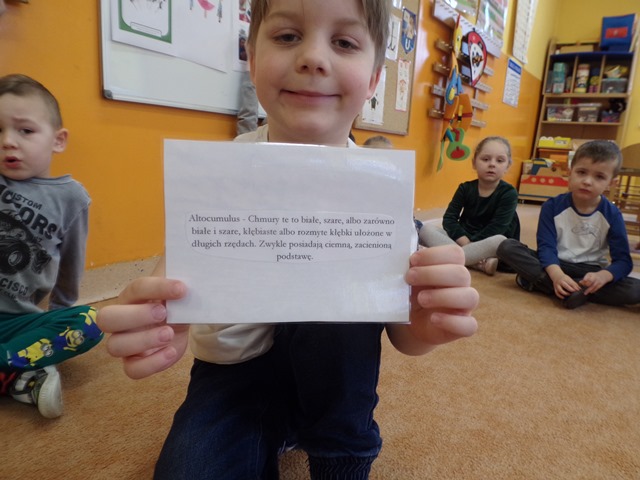 Altocumulus - Chmury te to białe, szare, albo zarówno
białe i szare, kłębiaste albo rozmyte kłębki ułożone w
długich rzędach. Zwykle posiadają ciemną, zacienioną
podstawę.
CUSTOM